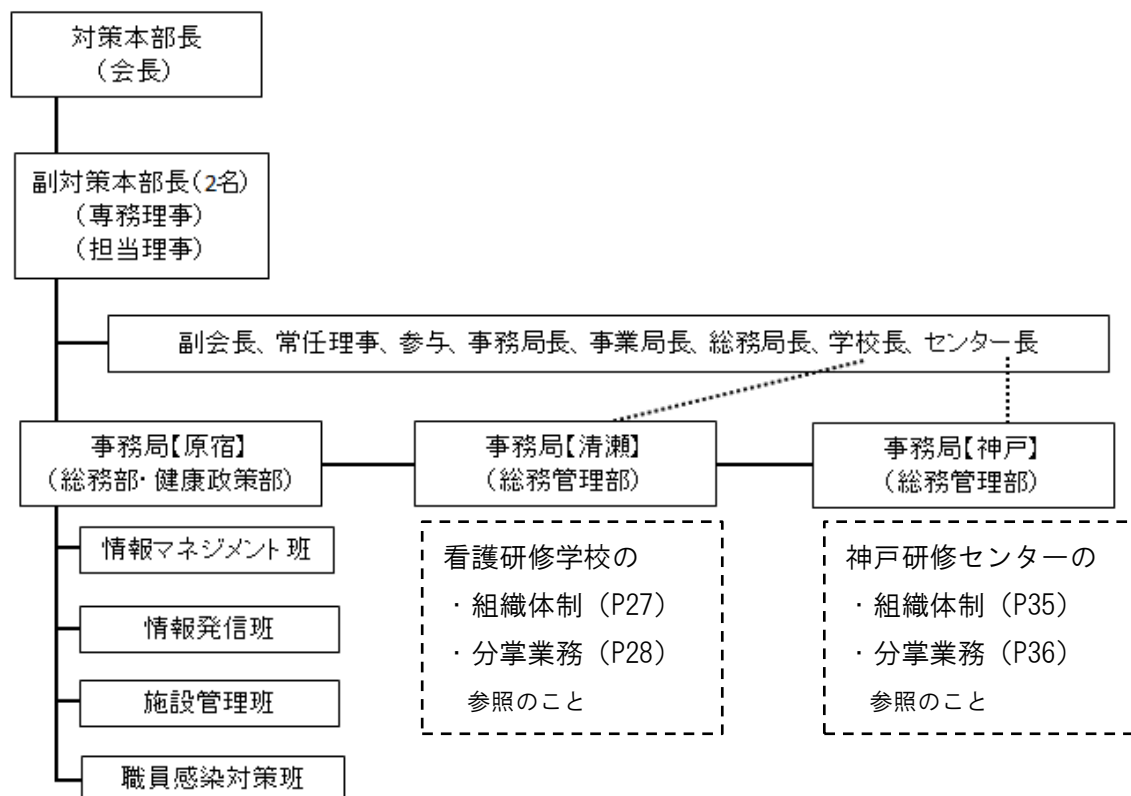 対策本部長
(会長)
副対策本部長(2名)
(専務理事)
(担当理事)
副会長、常任理事、参与、事務局長、事業局長、総務局長、学校長、センター長
事務局【原宿】
(総務部・健康政策部)
事務局【清瀬】
(総務管理部)
事務局【神戸】
(総務管理部)
情報マネジメント班
情報発信班
施設管理班
職員感染対策班
看護研修学校の
・組織体制(P27)
・分掌業務(P28)
参照のこと
神戸研修センターの
・組織体制(P35)
・分掌業務(P36)
参照のこと